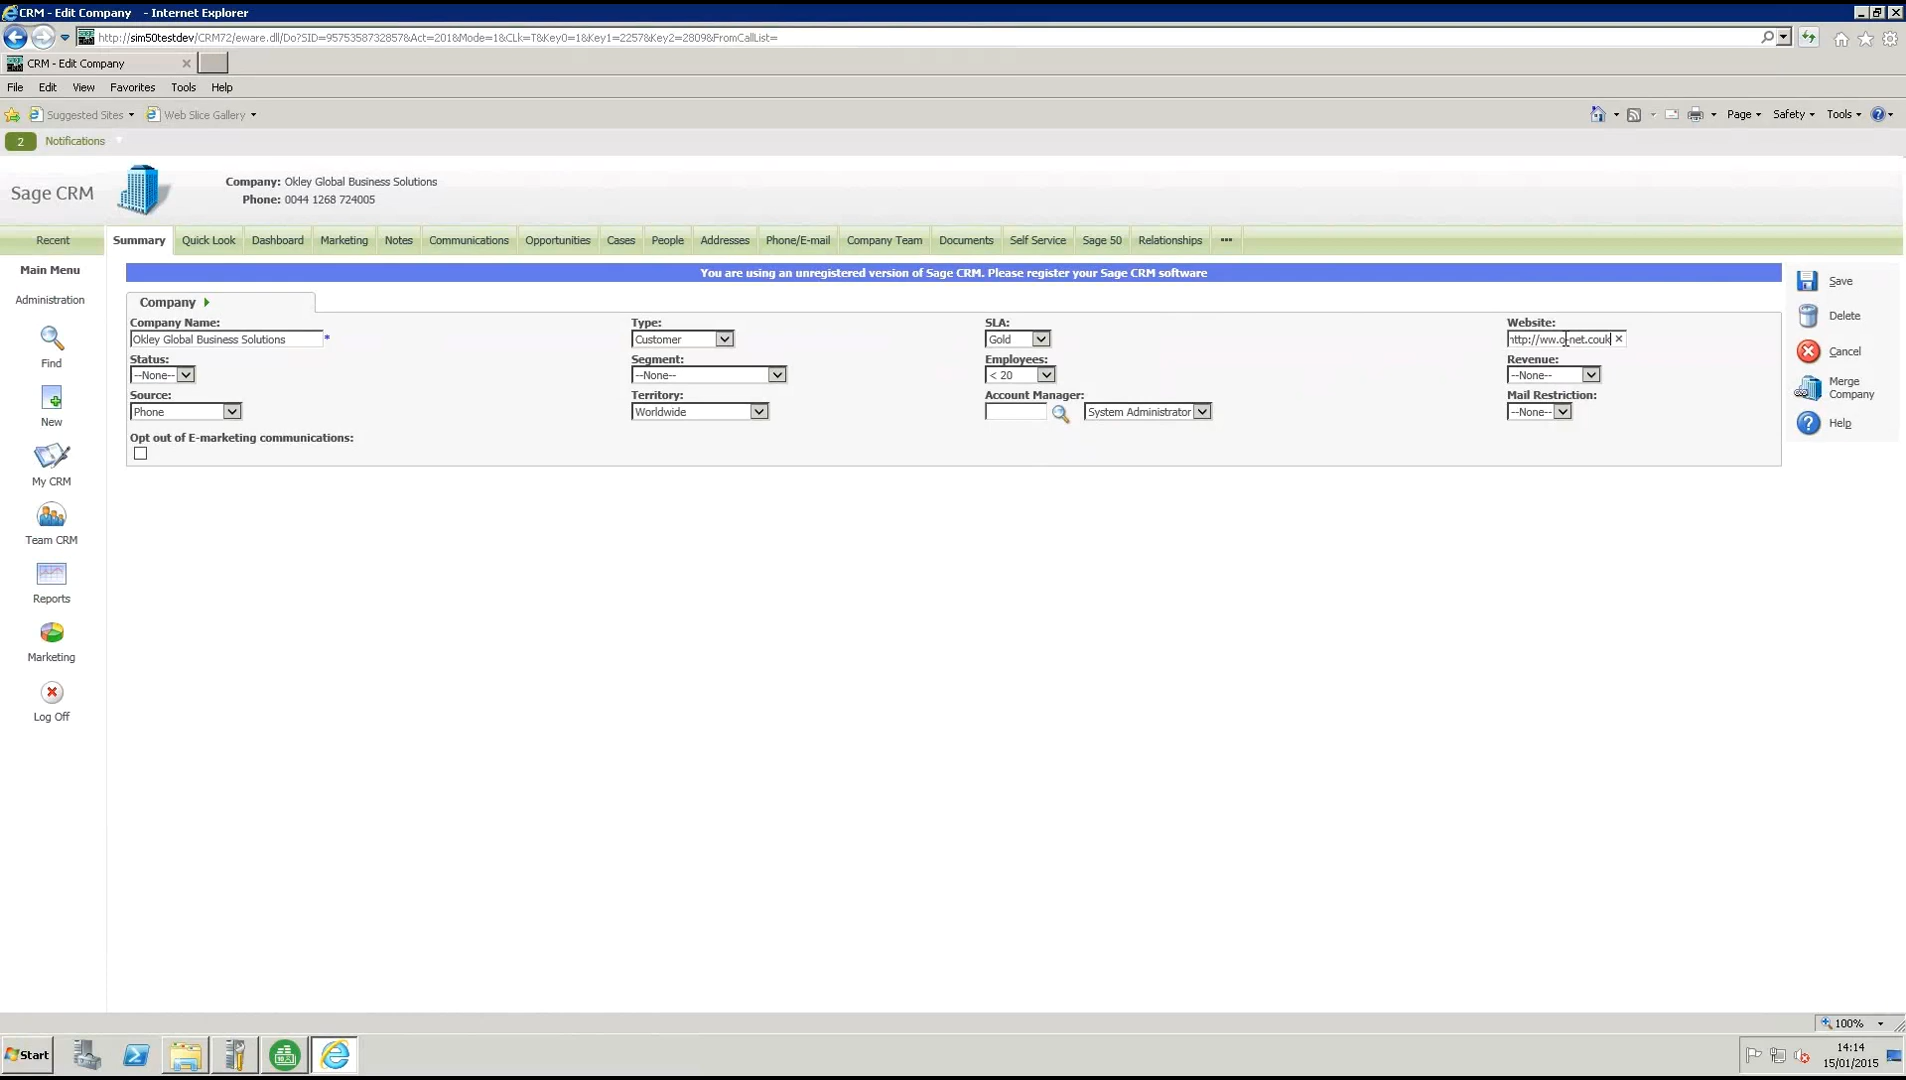 CRM - Edit Company - Internet Explorer
http://sim50testdev/CRM72/eware.dll/Do?SID=95753587328578&Act=201&Mode=1&CLk=T&Key0=1&Key1=2257&Key2=2809&FromCallList=
CRM - Edit Company
File Edit View Favorites Tools Help
Suggested Sites Web Slice Gallery Page Safety Tools
2 Notifications
Sage CRM
Company: Okley Global Business Solutions
Phone: 0044 1268 724005
Recent Summary Quick Look Dashboard Marketing Notes Communications Opportunities Cases People Addresses Phone/E-mail Company Team Documents Self Service Sage 50 Relationships •••
Main Menu
Administration
Find
New
My CRM
Team CRM
Reports
Marketing
Log Off
You are using an unregistered version of Sage CRM. Please register your Sage CRM software
Company
Company Name: Type: SLA: Website:
Okley Global Business Solutions * Customer Gold http://ww.o-net.couk
Status: Segment: Employees: Revenue:
--None-- --None-- < 20 --None--
Source: Territory: Account Manager: Mail Restriction:
Phone Worldwide System Administrator --None--
Opt out of E-marketing communications:
Save
Delete
Cancel
Merge
Company
Help
100%
Start
14:14
15/01/2015